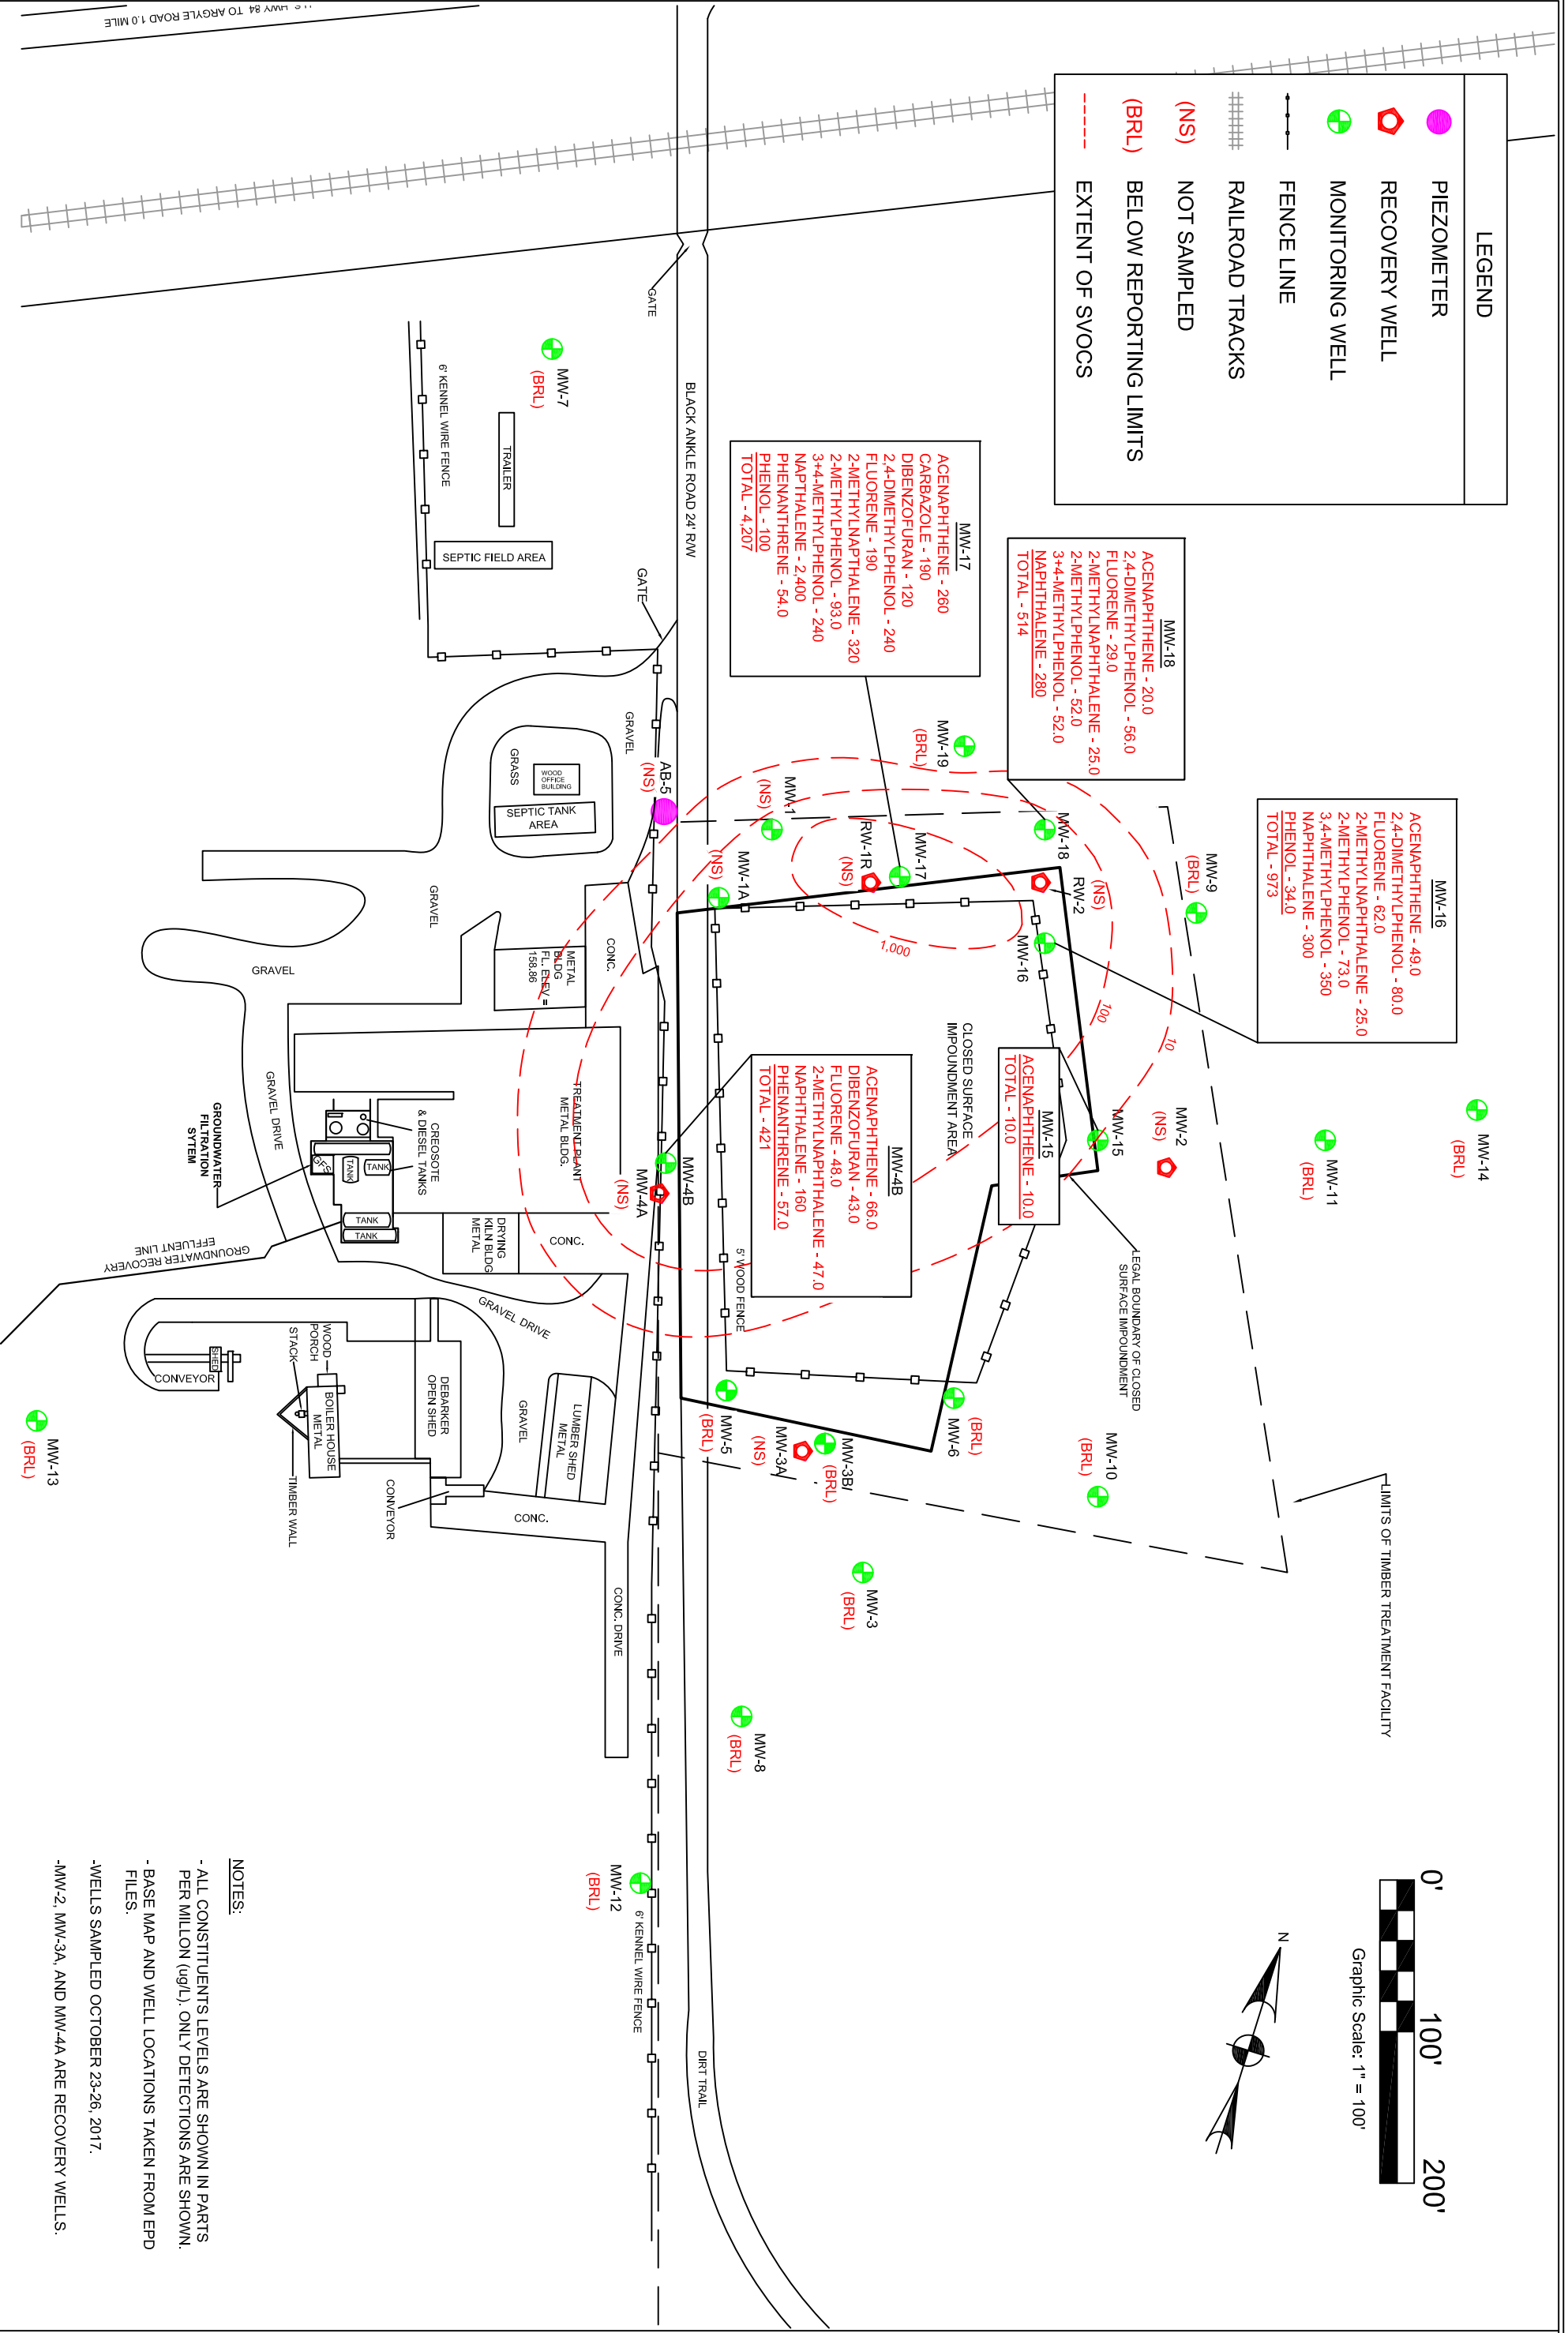 LEGEND
PIEZOMETER
RECOVERY WELL
MONITORING WELL
FENCE LINE
RAILROAD TRACKS
(NS) NOT SAMPLED
(BRL) BELOW REPORTING LIMITS
EXTENT OF SVOCS
0' 100' 200'
Graphic Scale: 1" = 100'
N
TO ARGYLE ROAD 1.0 MILE
MW-14
(BRL)
MW-11
(BRL)
LIMITS OF TIMBER TREATMENT FACILITY
MW-16
ACENAPHTHENE - 49.0
2,4-DIMETHYLPHENOL - 80.0
FLUORENE - 62.0
2-METHYLNAPHTHALENE - 25.0
2-METHYLPHENOL - 73.0
3,4-METHYLPHENOL - 350
NAPHTHALENE - 300
PHENOL - 34.0
TOTAL - 973
MW-9
(BRL)
MW-2
(NS)
MW-18
ACENAPHTHENE - 20.0
2,4-DIMETHYLPHENOL - 56.0
FLUORENE - 29.0
2-METHYLNAPHTHALENE - 25.0
2-METHYLPHENOL - 52.0
3+4-METHYLPHENOL - 52.0
NAPHTHALENE - 280
TOTAL - 514
10
100
1,000
MW-15
LEGAL BOUNDARY OF CLOSED
SURFACE IMPOUNDMENT
MW-10
(BRL)
(NS)
RW-2
MW-18
MW-16
MW-15
ACENAPHTHENE - 10.0
TOTAL - 10.0
CLOSED SURFACE
IMPOUNDMENT AREA
MW-17
ACENAPHTHENE - 260
CARBAZOLE - 190
DIBENZOFURAN - 120
2,4-DIMETHYLPHENOL - 240
FLUORENE - 190
2-METHYLNAPTHALENE - 320
2-METHYLPHENOL - 93.0
3+4-METHYLPHENOL - 240
NAPTHALENE - 2,400
PHENANTHRENE - 54.0
PHENOL - 100
TOTAL - 4,207
MW-19
(BRL)
MW-17
RW-1R
(NS)
MW-4B
ACENAPHTHENE - 66.0
DIBENZOFURAN - 43.0
FLUORENE - 48.0
2-METHYLNAPHTHALENE - 47.0
NAPHTHALENE - 160
PHENANTHRENE - 57.0
TOTAL - 421
(BRL)
MW-6
MW-3B/
(BRL)
MW-3A
(NS)
MW-3
(BRL)
MW-1
(NS)
MW-1A
(NS)
5' WOOD FENCE
MW-5
(BRL)
MW-8
(BRL)
GATE
BLACK ANKLE ROAD 24' R/W
DIRT TRAIL
GATE
AB-5
(NS)
MW-4B
MW-4A
(NS)
MW-12
(BRL)
6' KENNEL WIRE FENCE
MW-7
(BRL)
6' KENNEL WIRE FENCE
TRAILER
SEPTIC FIELD AREA
GRAVEL
GRASS
WOOD
OFFICE
BUILDING
SEPTIC TANK
AREA
GRAVEL
GRAVEL
CONC.
METAL
BLDG
FL. ELEV =
158.86
TREATMENT PLANT
METAL BLDG.
CONC.
DRYING
KILN BLDG
METAL
GRAVEL DRIVE
CREOSOTE
& DIESEL TANKS
TANK
TANK
TANK
TANK
GFS
GRAVEL DRIVE
GROUNDWATER
FILTRATION
SYTEM
GROUNDWATER RECOVERY
EFFLUENT LINE
LUMBER SHED
METAL
GRAVEL
CONC.
CONC. DRIVE
DEBARKER
OPEN SHED
CONVEYOR
WOOD
PORCH
STACK
BOILER HOUSE
METAL
TIMBER WALL
SHED
CONVEYOR
MW-13
(BRL)
NOTES:
- ALL CONSTITUENTS LEVELS ARE SHOWN IN PARTS
PER MILLON (ug/L). ONLY DETECTIONS ARE SHOWN.
- BASE MAP AND WELL LOCATIONS TAKEN FROM EPD
FILES.
-WELLS SAMPLED OCTOBER 23-26, 2017.
-MW-2, MW-3A, AND MW-4A ARE RECOVERY WELLS.